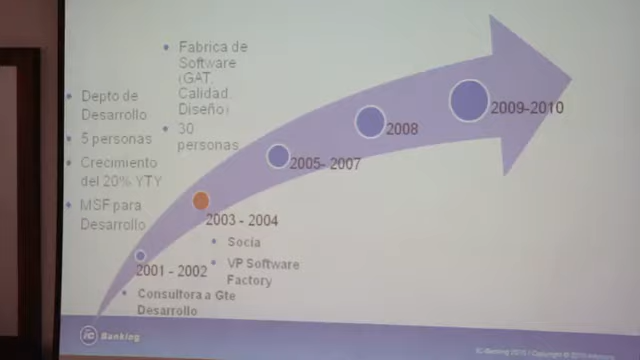 Fabrica de
Software
(GAT,
Calidad,
Diseño)
30
personas
Depto de
Desarrollo
5 personas
Crecimiento
del 20% YTY
MSF para
Desarrollo
2009-2010
2008
2005- 2007
2003 - 2004
Socia
VP Software
Factory
2001 - 2002
Consultora a Gte
Desarrollo
iC Banking